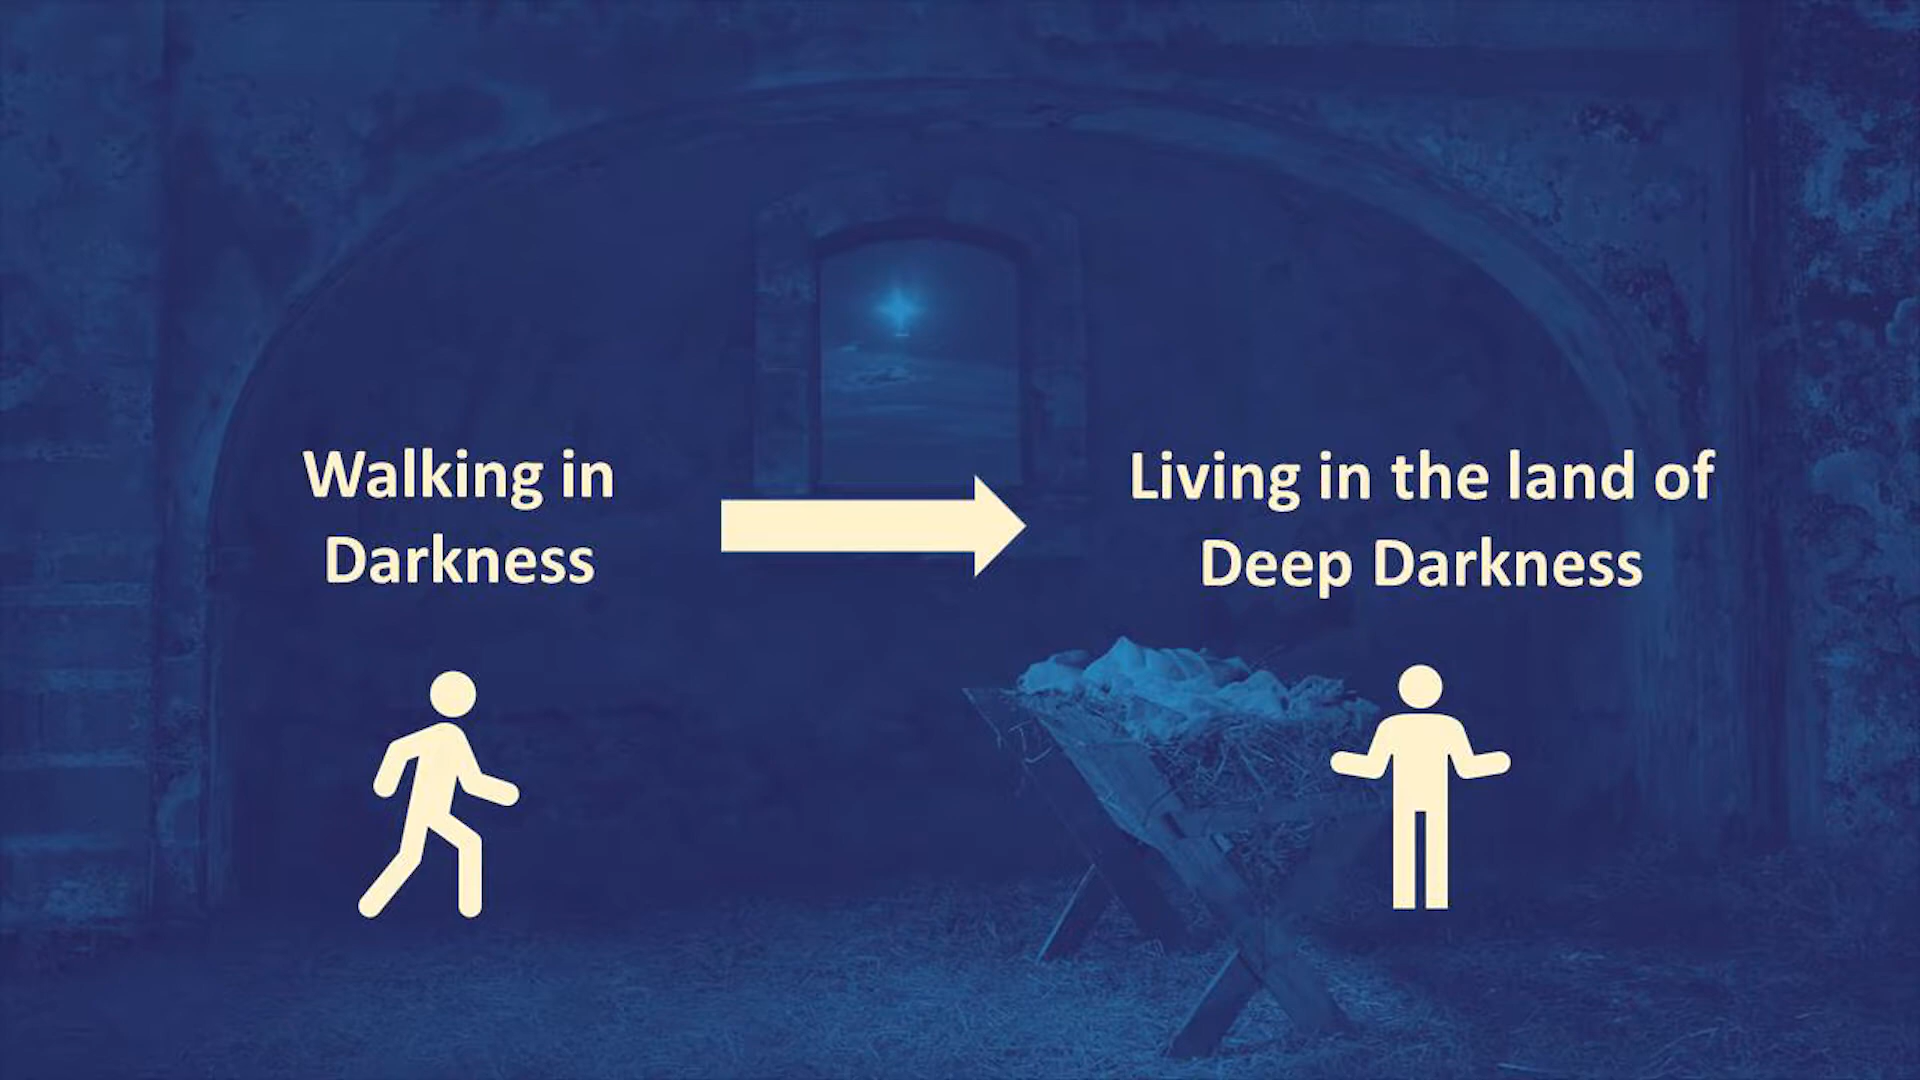 Walking in
Darkness
Living in the land of
Deep Darkness